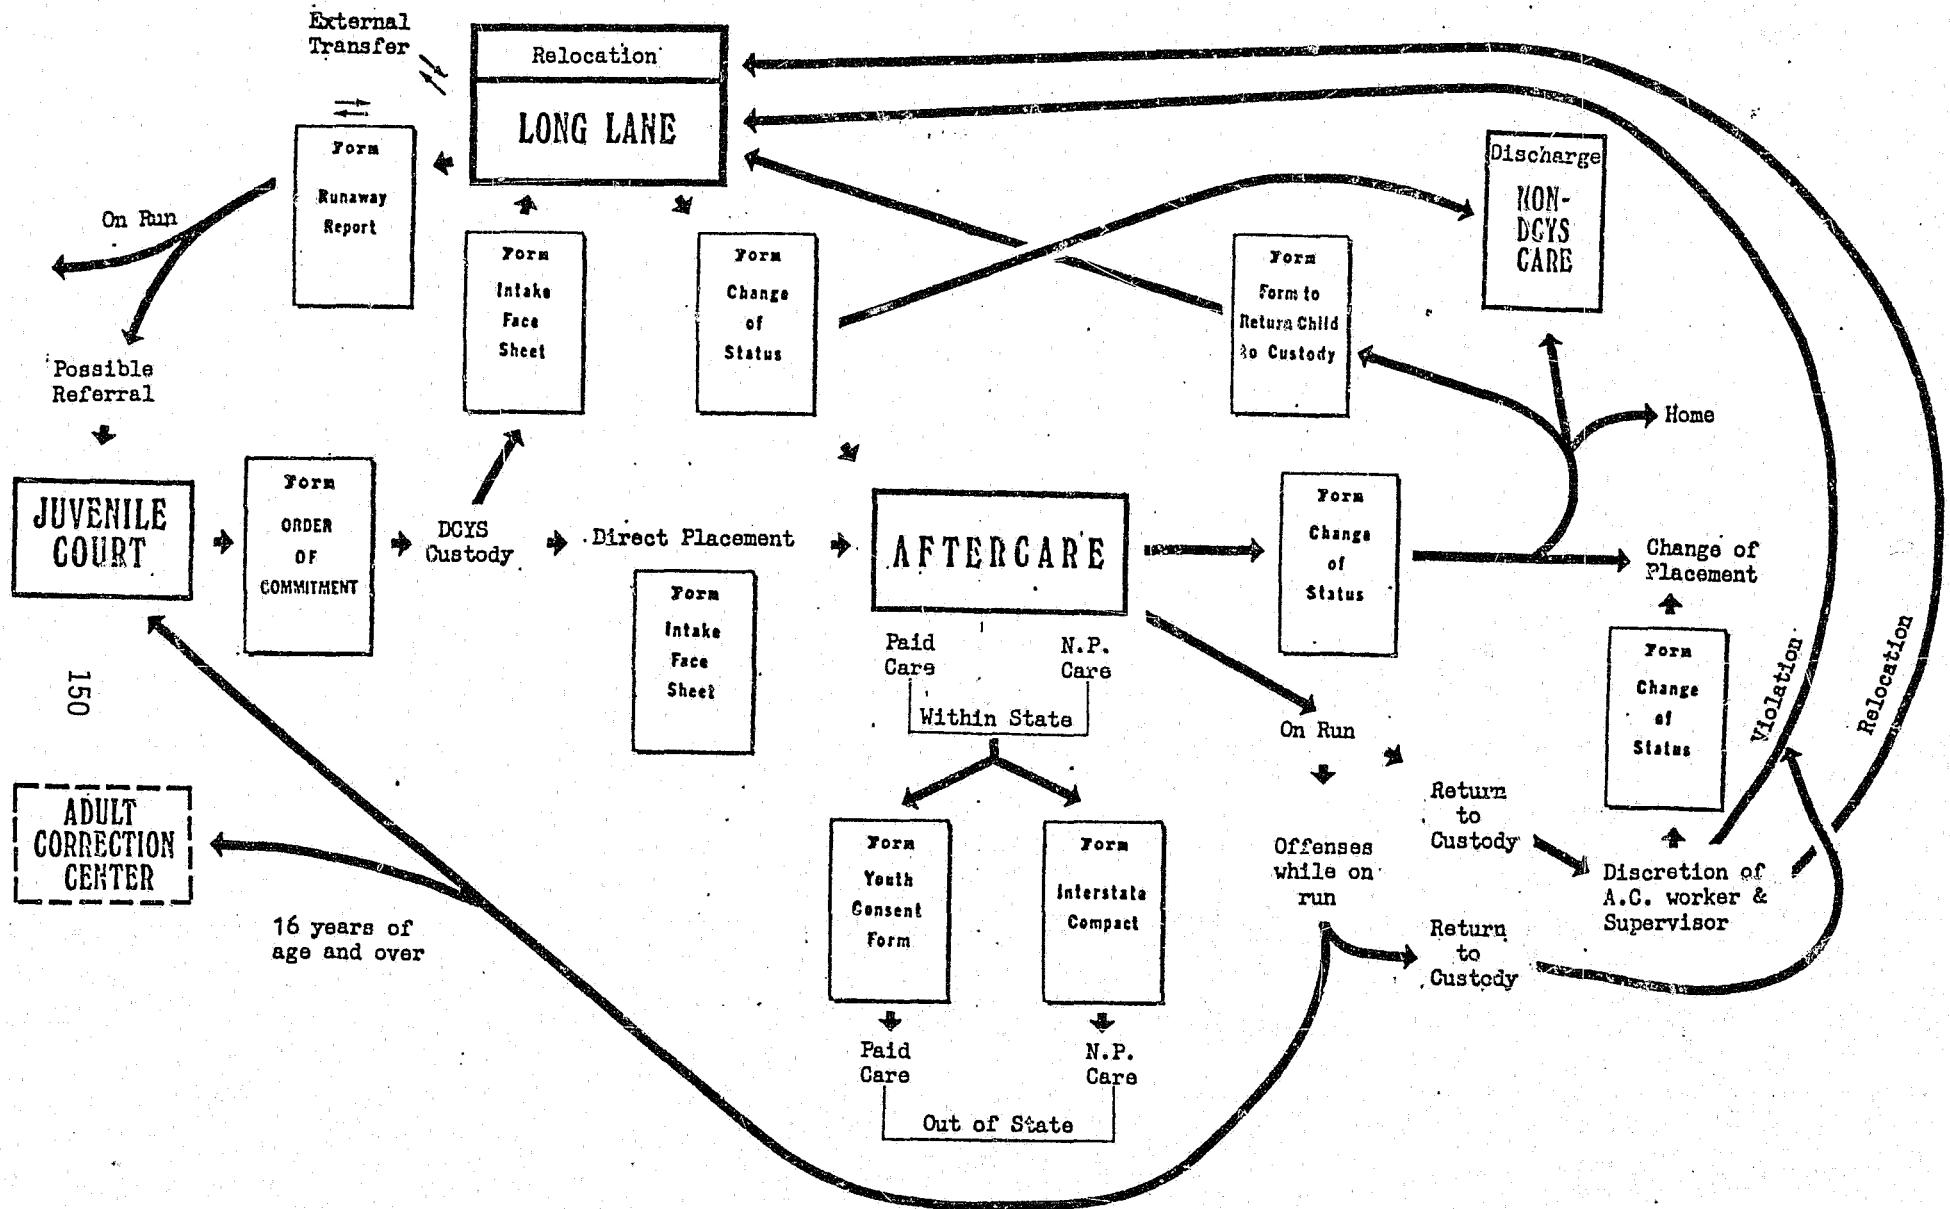 External
Transfer
Relocation
LONG LANE
Form
Runaway
Report
On Run
Possible
Referral
Form
Intake
Face
Sheet
Form
Change
of
Status
Form
Form to
Return Child
to Custody
Discharge
NON-
DCYS
CARE
Home
JUVENILE
COURT
Form
ORDER
OF
COMMITMENT
DCYS
Custody
Direct Placement
Form
Intake
Face
Sheet
AFTERCARE
Form
Change
of
Status
Change of
Placement
Form
Change
of
Status
Violation
Relocation
Paid
Care
N.P.
Care
Within State
On Run
150
ADULT
CORRECTION
CENTER
16 years of
age and over
Form
Youth
Consent
Form
Form
Interstate
Compact
Offenses
while on
run
Return
to
Custody
Discretion of
A.C. worker &
Supervisor
Return
to
Custody
Paid
Care
N.P.
Care
Out of State